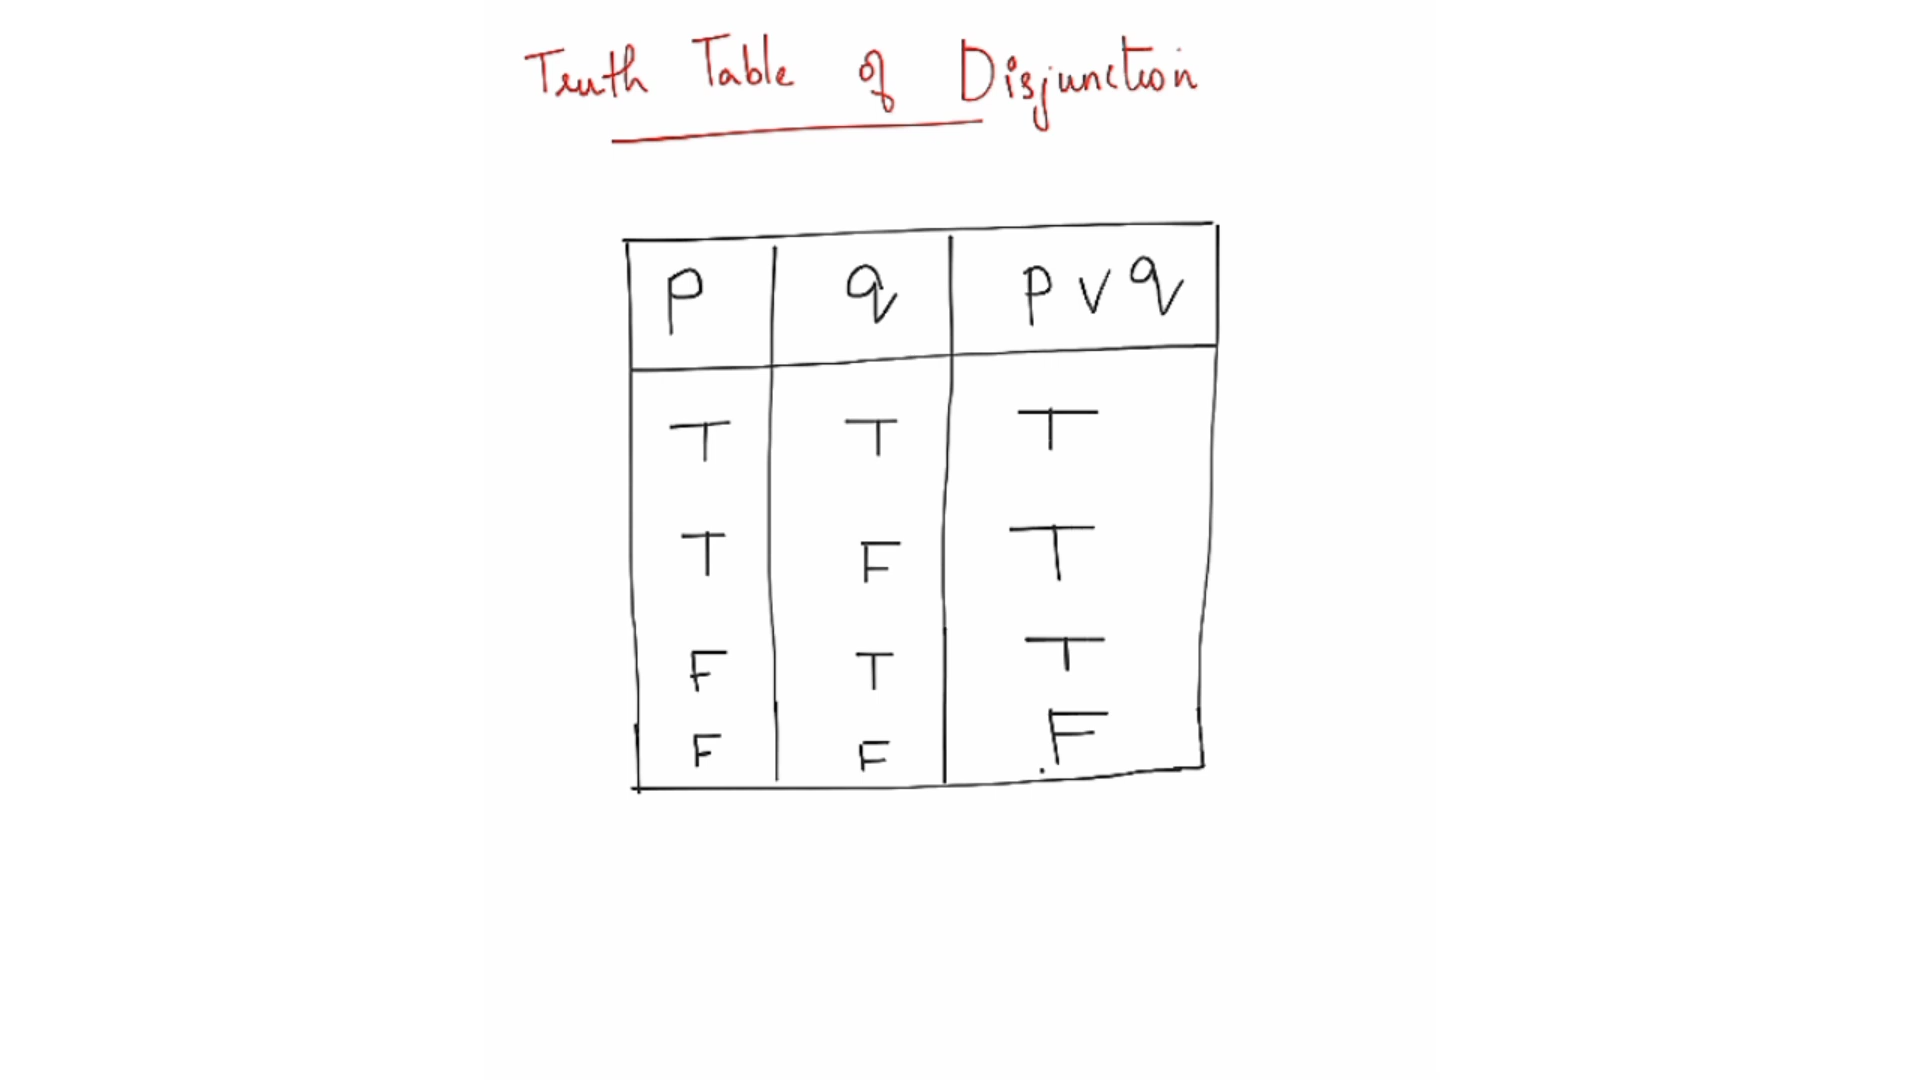 Truth Table of Disjunction
p q p ∨ q
T T T
T F T
F T T
F F F